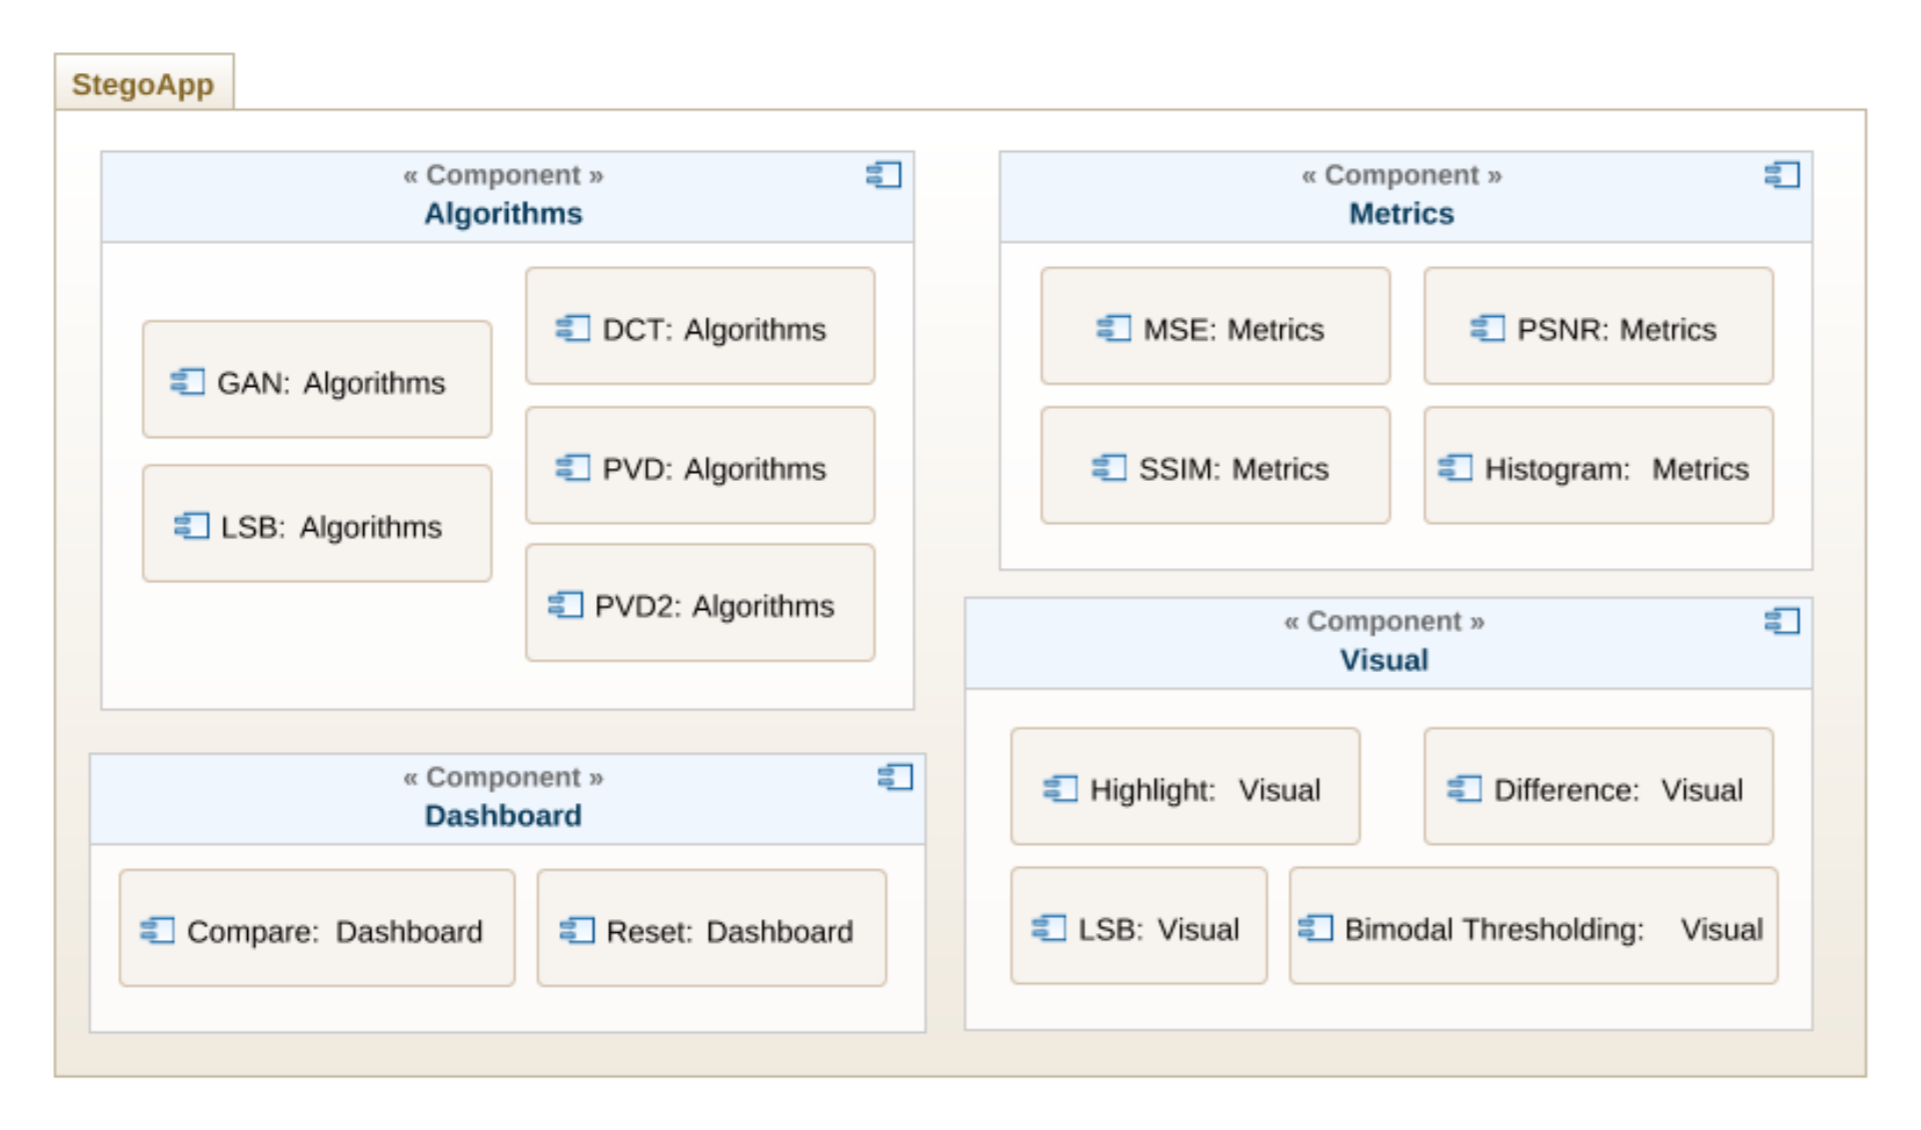 StegoApp
« Component »
Algorithms
GAN: Algorithms
LSB: Algorithms
DCT: Algorithms
PVD: Algorithms
PVD2: Algorithms
« Component »
Metrics
MSE: Metrics
PSNR: Metrics
SSIM: Metrics
Histogram: Metrics
« Component »
Dashboard
Compare: Dashboard
Reset: Dashboard
« Component »
Visual
Highlight: Visual
Difference: Visual
LSB: Visual
Bimodal Thresholding: Visual